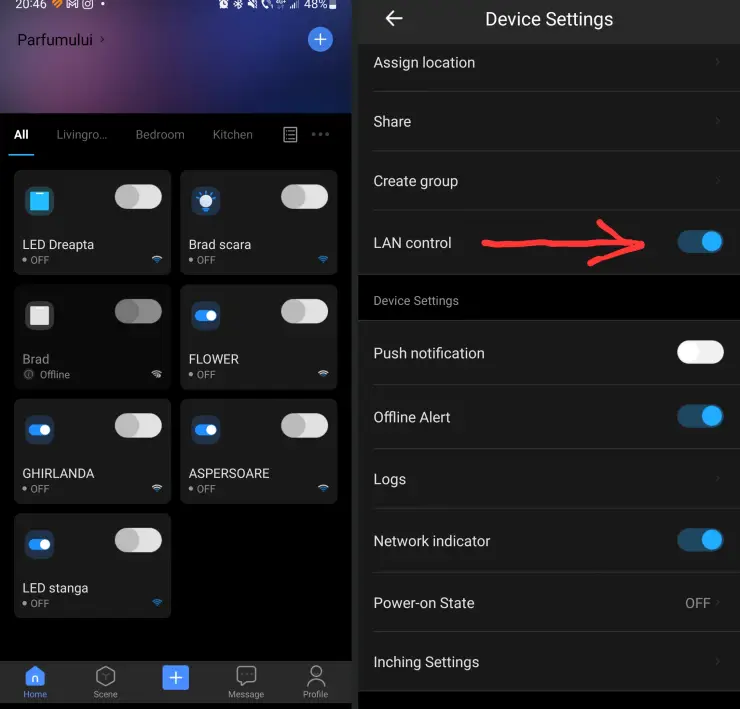 20:46
48%
Parfumului
All Livingro... Bedroom Kitchen
LED Dreapta
OFF
Brad scara
OFF
Brad
Offline
FLOWER
OFF
GHIRLANDA
OFF
ASPERSOARE
OFF
LED stanga
OFF
Home Scene Message Profile
Device Settings
Assign location
Share
Create group
LAN control
Device Settings
Push notification
Offline Alert
Logs
Network indicator
Power-on State OFF
Inching Settings